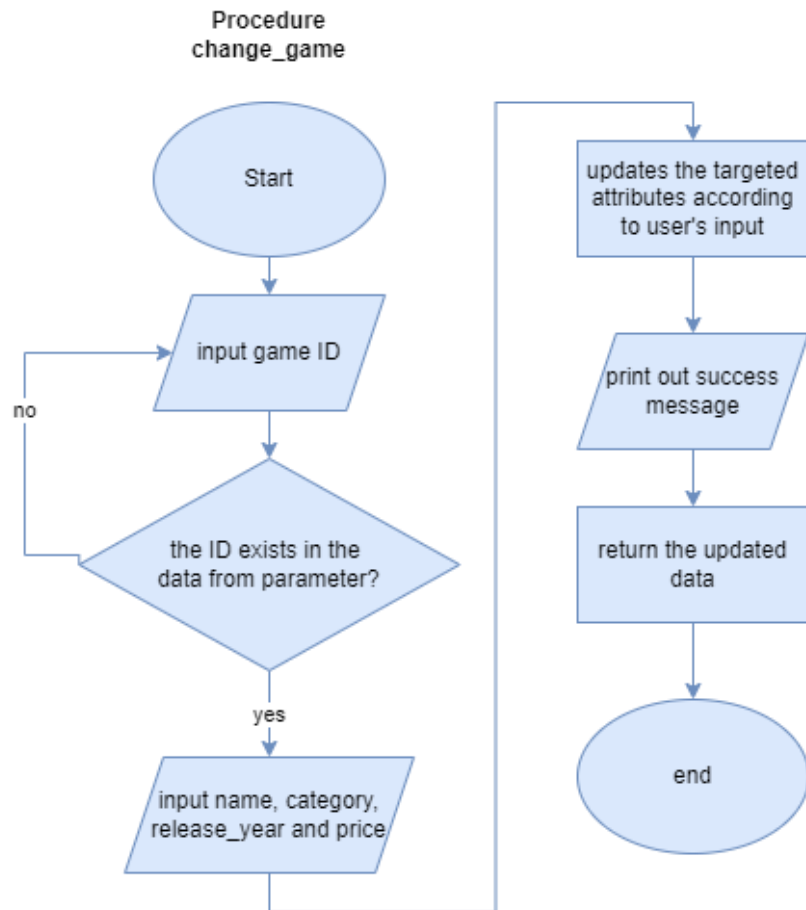 Procedure
change_game
Start
input game ID
no
the ID exists in the
data from parameter?
yes
input name, category,
release_year and price
updates the targeted
attributes according
to user's input
print out success
message
return the updated
data
end